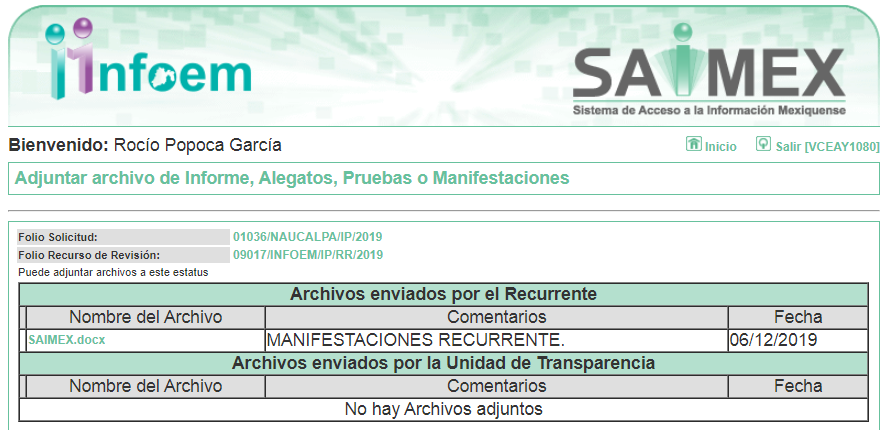 infoem
SAIMEX
Sistema de Acceso a la Información Mexiquense
Bienvenido: Rocío Popoca García
Inicio Salir [VCEAY1080]
Adjuntar archivo de Informe, Alegatos, Pruebas o Manifestaciones
Folio Solicitud: 01036/NAUCALPA/IP/2019
Folio Recurso de Revisión: 09017/INFOEM/IP/RR/2019
Puede adjuntar archivos a este estatus
Archivos enviados por el Recurrente
Nombre del Archivo Comentarios Fecha
SAIMEX.docx MANIFESTACIONES RECURRENTE. 06/12/2019
Archivos enviados por la Unidad de Transparencia
Nombre del Archivo Comentarios Fecha
No hay Archivos adjuntos